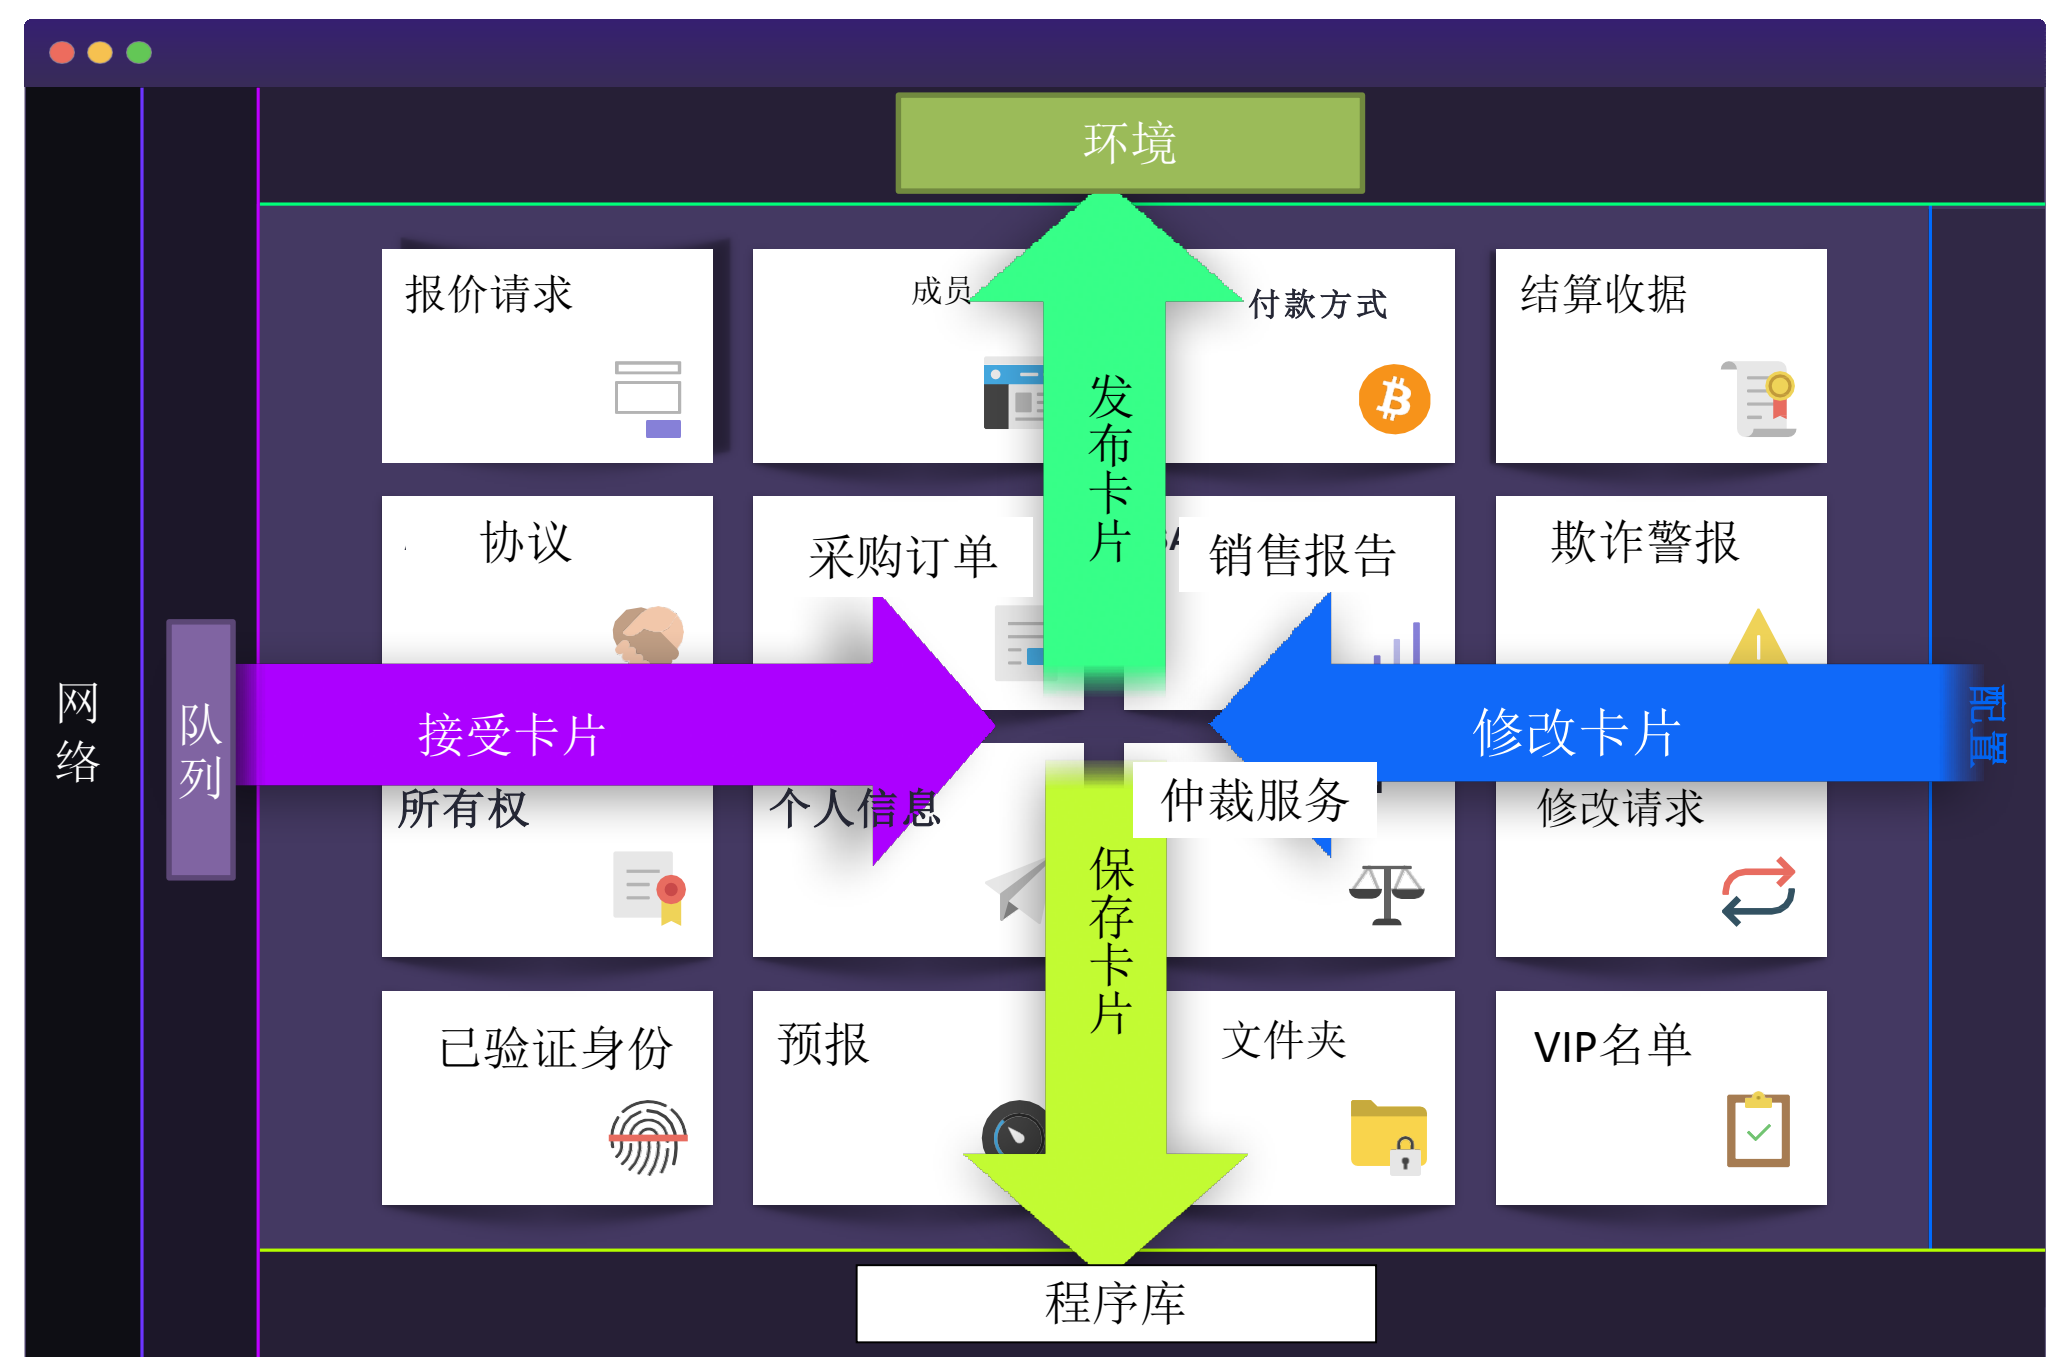 环境
报价请求
成员
付款方式
结算收据
发布卡片
协议
采购订单
销售报告
欺诈警报
网络
队列
接受卡片
修改卡片
配置
所有权
个人信息
仲裁服务
修改请求
保存卡片
已验证身份
预报
文件夹
VIP名单
程序库